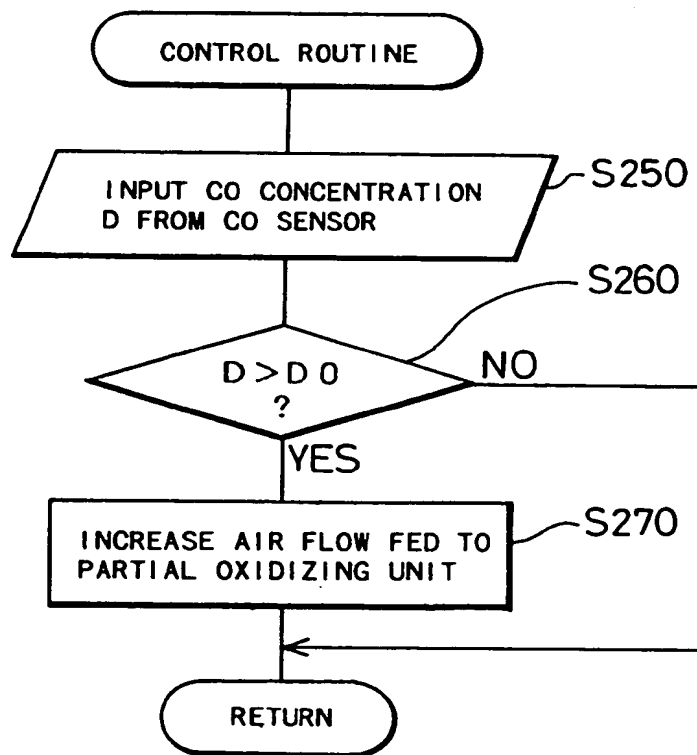 CONTROL ROUTINE
INPUT CO CONCENTRATION
D FROM CO SENSOR
S250
S260
D > D 0
?
NO
YES
INCREASE AIR FLOW FED TO
PARTIAL OXIDIZING UNIT
S270
RETURN